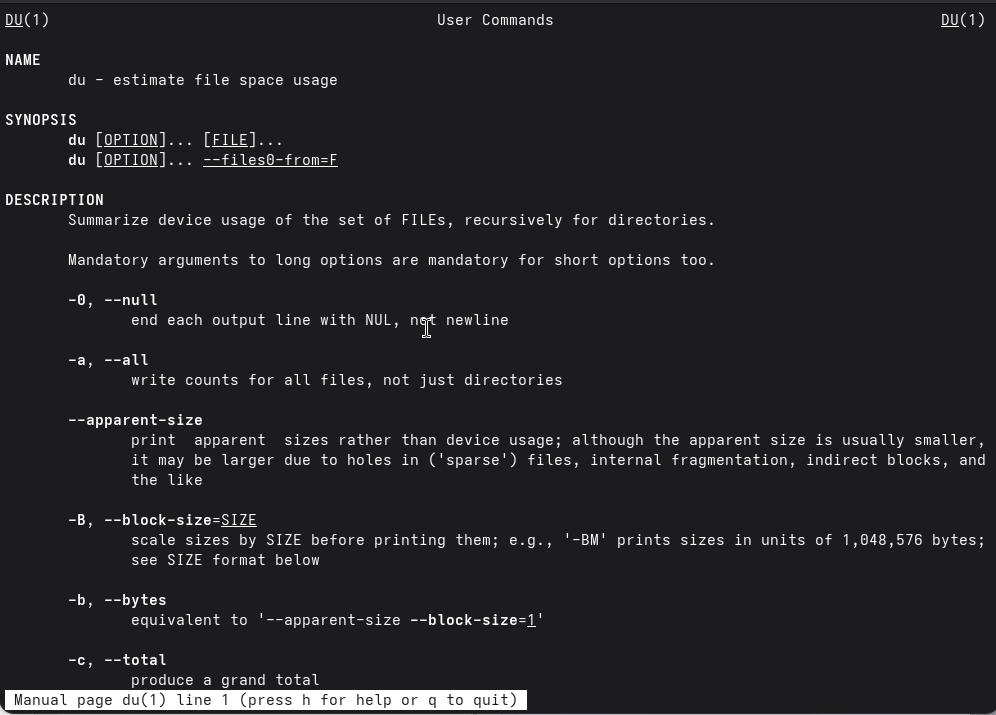 DU(1) User Commands DU(1)
NAME
du - estimate file space usage
SYNOPSIS
du [OPTION]... [FILE]...
du [OPTION]... --files0-from=F
DESCRIPTION
Summarize device usage of the set of FILEs, recursively for directories.
Mandatory arguments to long options are mandatory for short options too.
-0, --null
end each output line with NUL, not newline
-a, --all
write counts for all files, not just directories
--apparent-size
print  apparent  sizes rather than device usage; although the apparent size is usually smaller,
it may be larger due to holes in ('sparse') files, internal fragmentation, indirect blocks, and
the like
-B, --block-size=SIZE
scale sizes by SIZE before printing them; e.g., '-BM' prints sizes in units of 1,048,576 bytes;
see SIZE format below
-b, --bytes
equivalent to '--apparent-size --block-size=1'
-c, --total
produce a grand total
Manual page du(1) line 1 (press h for help or q to quit)